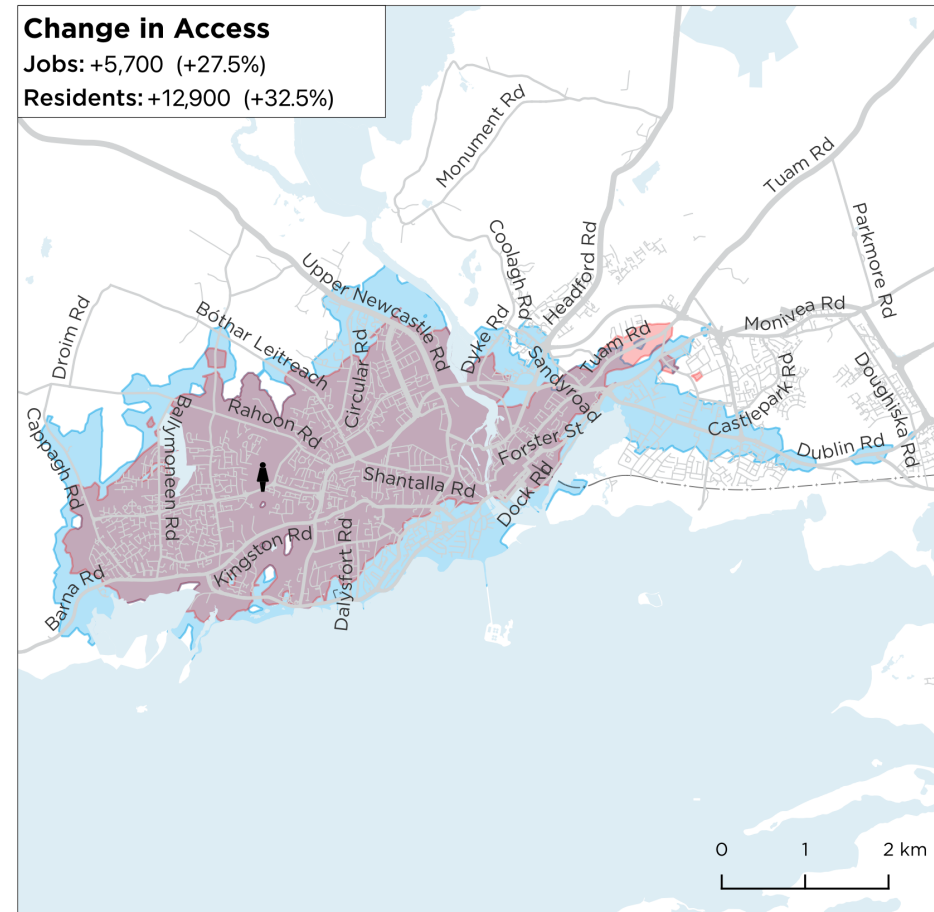 Change in Access
Jobs: +5,700 (+27.5%)
Residents: +12,900 (+32.5%)
Monument Rd
Tuam Rd
Parkmore Rd
Coolagh Rd
Headford Rd
Upper Newcastle Rd
Droim Rd
Bóthar Leitreach
Circular Rd
Dyke Rd
Sandyroad
Tuam Rd
Monivea Rd
Castlepark Rd
Doughiska Rd
Cappagh Rd
Ballymoneen Rd
Rahoon Rd
Forster St
Dublin Rd
Shantalla Rd
Dock Rd
Kingston Rd
Dalysfort Rd
Barna Rd
0 1 2 km